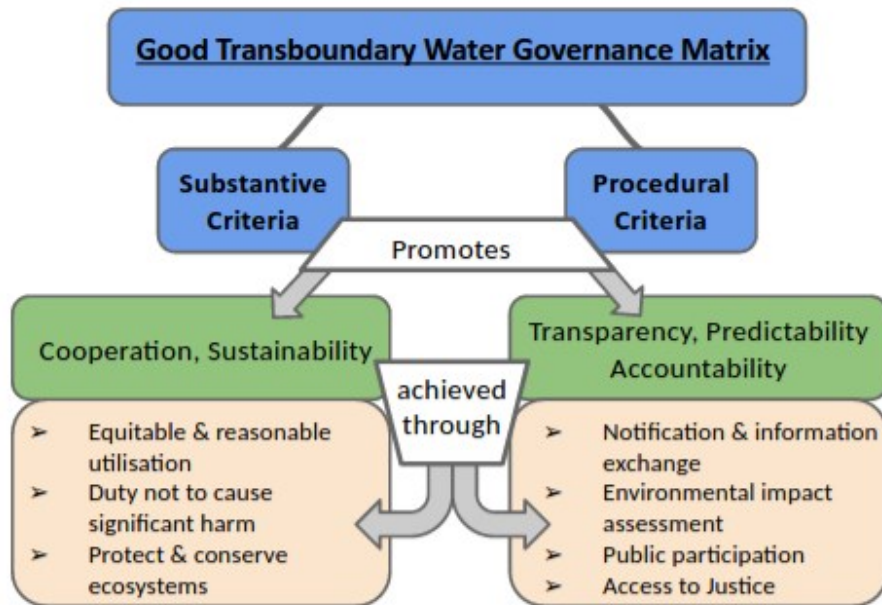 Good Transboundary Water Governance Matrix
Substantive
Criteria
Procedural
Criteria
Promotes
Cooperation, Sustainability
Transparency, Predictability
Accountability
achieved
through
➢ Equitable & reasonable
utilisation
➢ Duty not to cause
significant harm
➢ Protect & conserve
ecosystems
➢ Notification & information
exchange
➢ Environmental impact
assessment
➢ Public participation
➢ Access to Justice